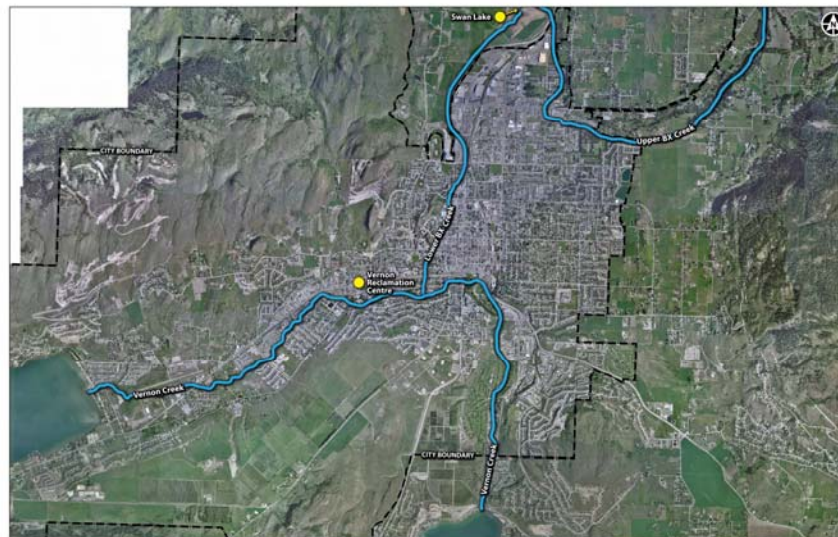 Swan Lake
N
CITY BOUNDARY
Upper BX Creek
Lower BX Creek
Vernon
Reclamation
Centre
Vernon Creek
CITY BOUNDARY
Vernon Creek